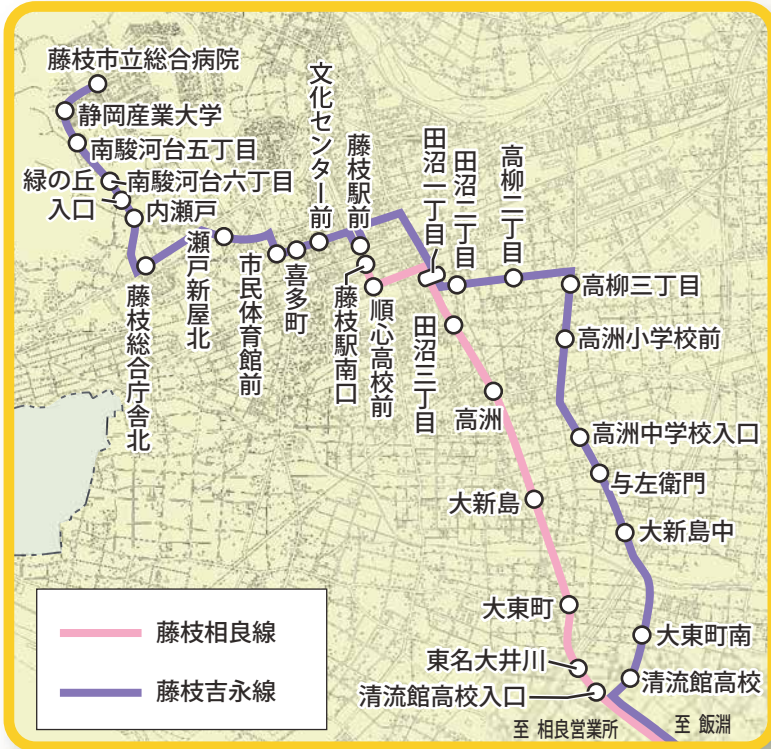 藤枝市立総合病院
静岡産業大学
南駿河台五丁目
南駿河台六丁目
緑の丘
入口
内瀬戸
藤枝総合庁舎北
瀬戸新屋北
市民体育館前
喜多町
文化センター前
藤枝駅前
藤枝駅南口
順心高校前
田沼一丁目
田沼二丁目
田沼三丁目
高柳二丁目
高柳三丁目
高洲小学校前
高洲
高洲中学校入口
与左衛門
大新島
大新島中
大東町
大東町南
東名大井川
清流館高校
清流館高校入口
至 相良営業所
至 飯淵
藤枝相良線
藤枝吉永線